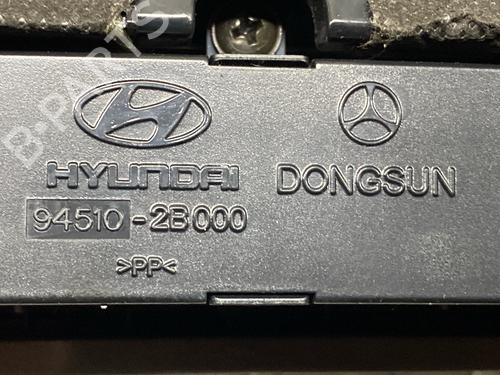 B-PARTS
HYUNDAI DONGSUN
94510-2B000
>PP<